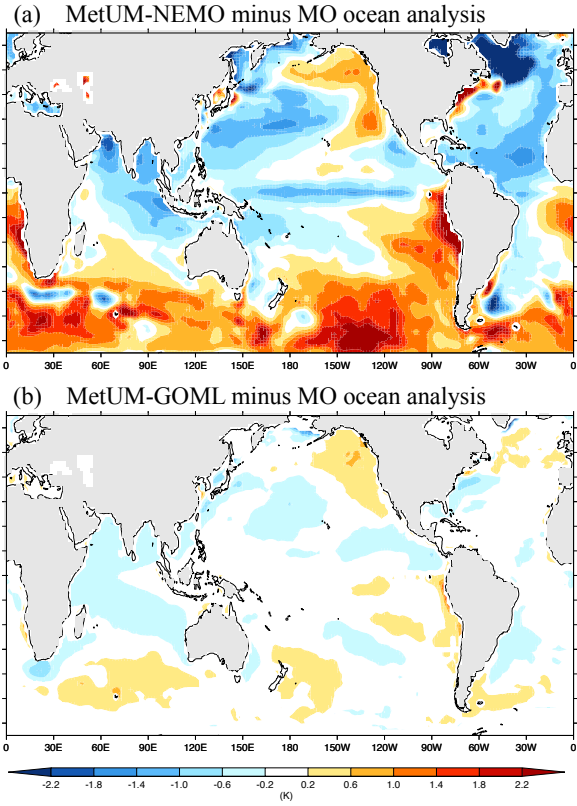 (a) MetUM-NEMO minus MO ocean analysis
(b) MetUM-GOML minus MO ocean analysis
0 30E 60E 90E 120E 150E 180 150W 120W 90W 60W 30W 0
0 30E 60E 90E 120E 150E 180 150W 120W 90W 60W 30W 0
-2.2 -1.8 -1.4 -1.0 -0.6 -0.2 0.2 0.6 1.0 1.4 1.8 2.2
(K)